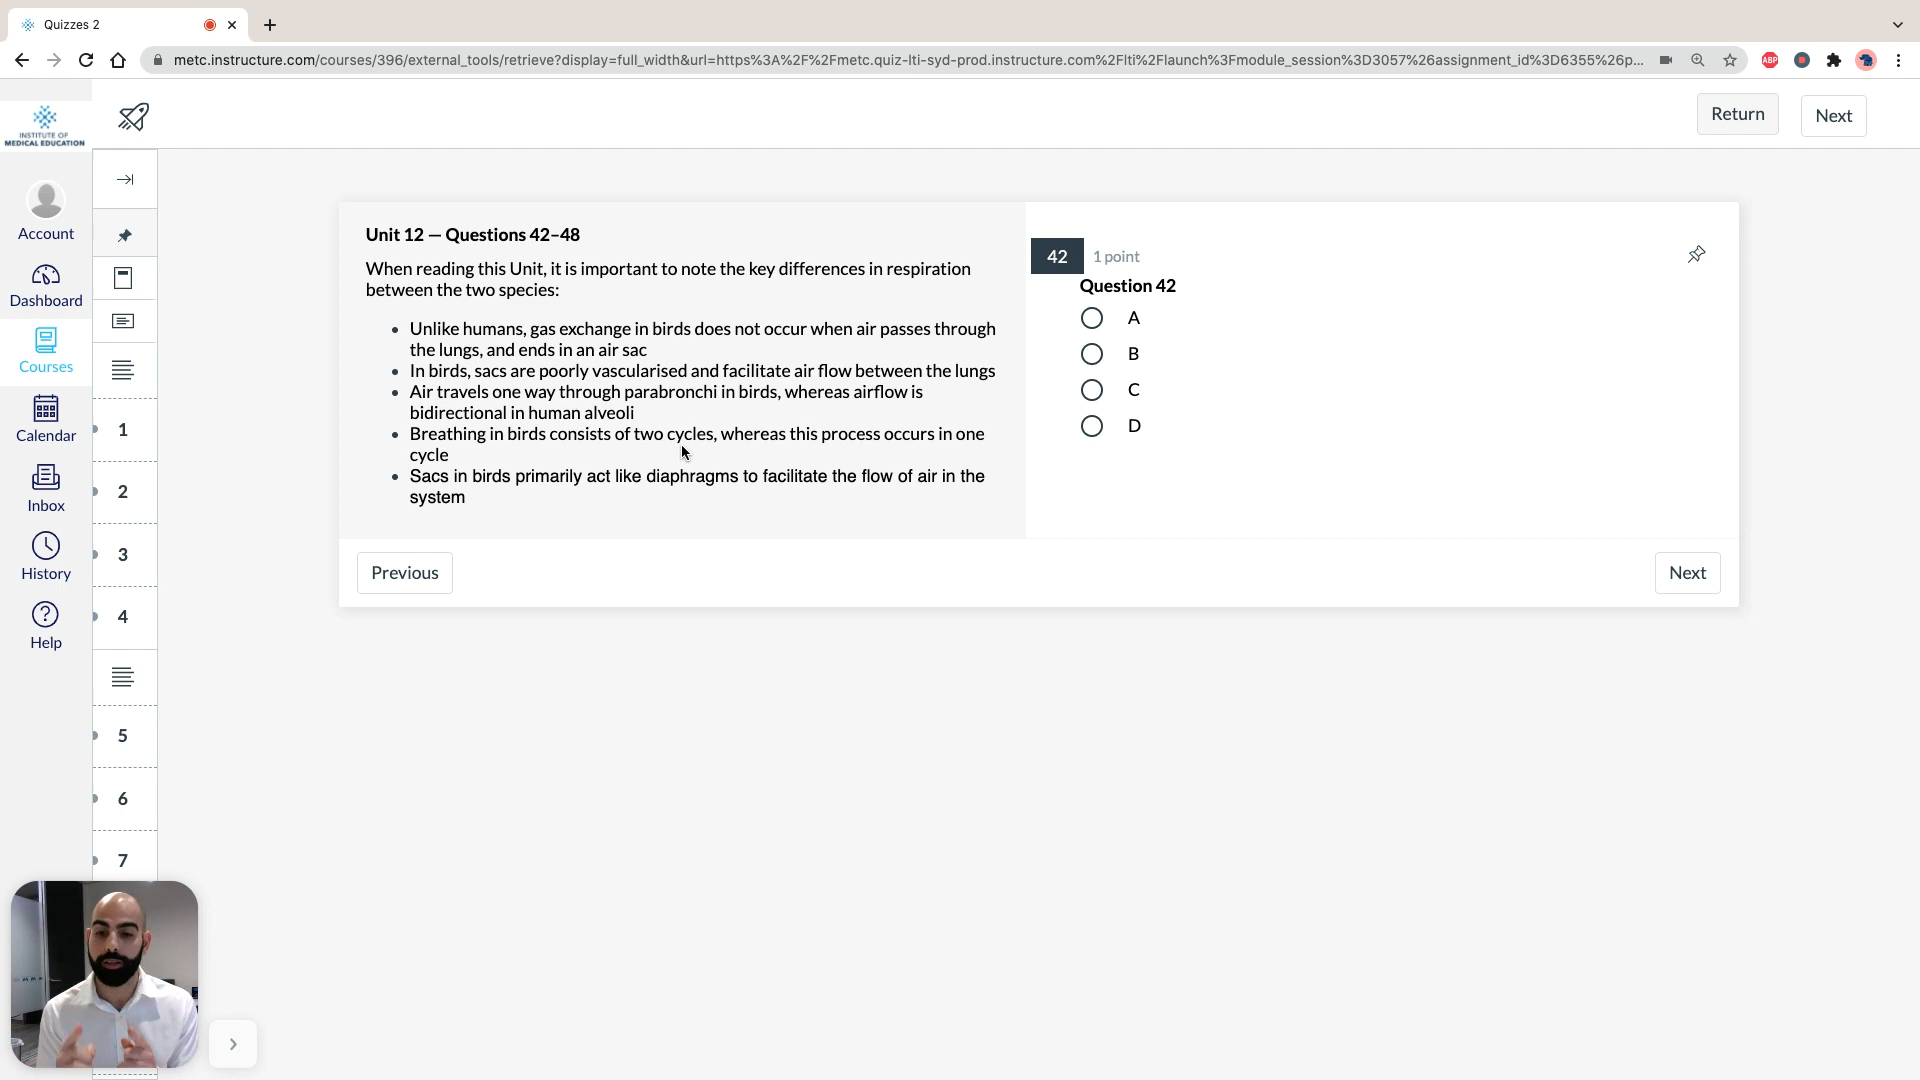 Quizzes 2
metc.instructure.com/courses/396/external_tools/retrieve?display=full_width&url=https%3A%2F%2Fmetc.quiz-lti-syd-prod.instructure.com%2Flti%2Flaunch%3Fmodule_session%3D3057%26assignment_id%3D6355%26p...
ABP
INSTITUTE OF
MEDICAL EDUCATION
Return
Next
Account
Dashboard
Courses
Calendar
Inbox
History
Help
1
2
3
4
5
6
7
Unit 12 — Questions 42–48
When reading this Unit, it is important to note the key differences in respiration
between the two species:
• Unlike humans, gas exchange in birds does not occur when air passes through
the lungs, and ends in an air sac
• In birds, sacs are poorly vascularised and facilitate air flow between the lungs
• Air travels one way through parabronchi in birds, whereas airflow is
bidirectional in human alveoli
• Breathing in birds consists of two cycles, whereas this process occurs in one
cycle
• Sacs in birds primarily act like diaphragms to facilitate the flow of air in the
system
42
1 point
Question 42
A
B
C
D
Previous
Next